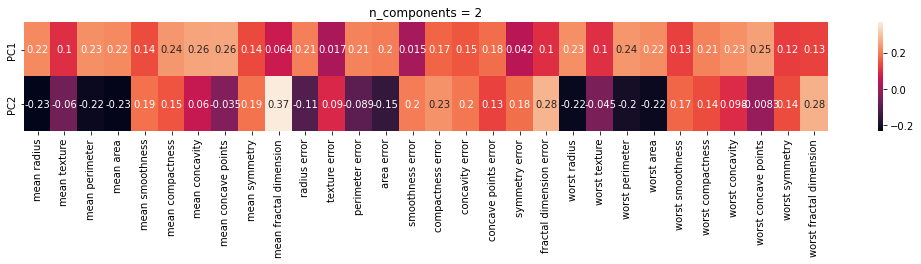 n_components = 2
PC1 0.22 0.1 0.23 0.22 0.14 0.24 0.26 0.26 0.14 0.064 0.21 0.017 0.21 0.2 0.015 0.17 0.15 0.18 0.042 0.1 0.23 0.1 0.24 0.22 0.13 0.21 0.23 0.25 0.12 0.13
PC2 -0.23 -0.06 -0.22 -0.23 0.19 0.15 0.06 -0.035 0.19 0.37 -0.11 0.09 -0.089 -0.15 0.2 0.23 0.2 0.13 0.18 0.28 -0.22 -0.045 -0.2 -0.22 0.17 0.14 0.098 -0.0083 0.14 0.28
mean radius
mean texture
mean perimeter
mean area
mean smoothness
mean compactness
mean concavity
mean concave points
mean symmetry
mean fractal dimension
radius error
texture error
perimeter error
area error
smoothness error
compactness error
concavity error
concave points error
symmetry error
fractal dimension error
worst radius
worst texture
worst perimeter
worst area
worst smoothness
worst compactness
worst concavity
worst concave points
worst symmetry
worst fractal dimension
0.2
0.0
-0.2